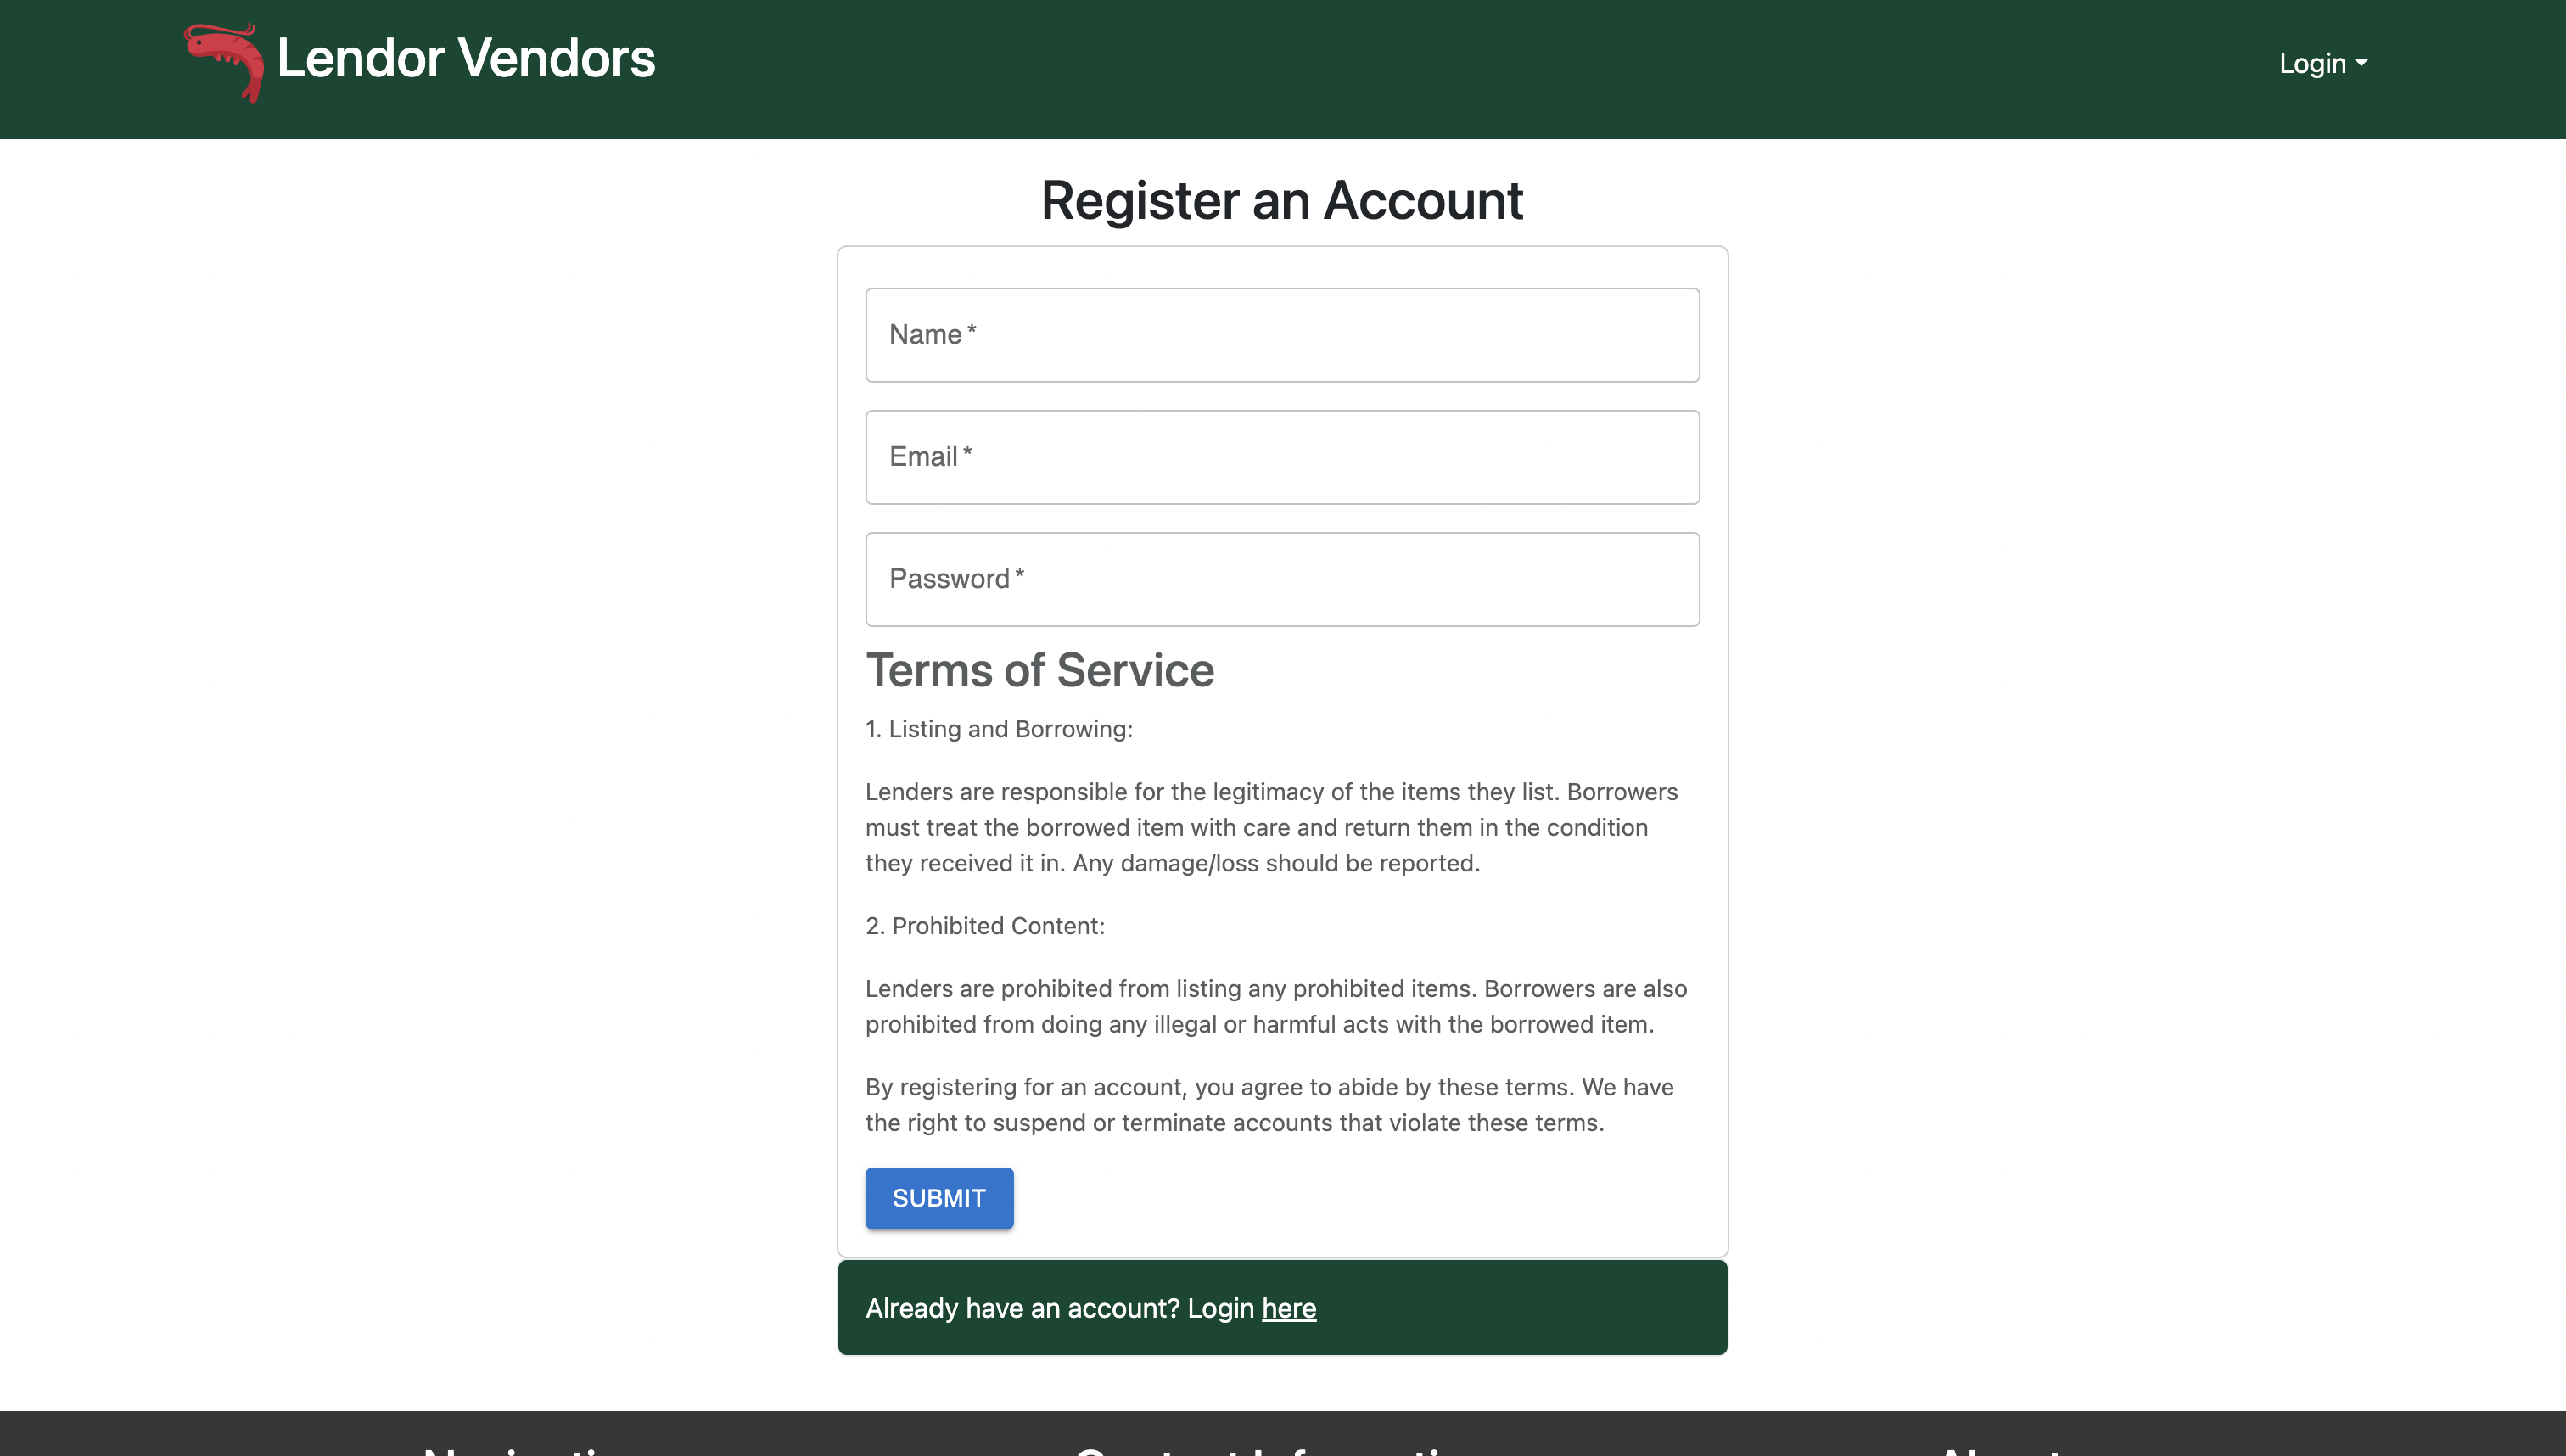 Lendor Vendors
Login
Register an Account
Name *
Email *
Password *
Terms of Service
1. Listing and Borrowing:
Lenders are responsible for the legitimacy of the items they list. Borrowers
must treat the borrowed item with care and return them in the condition
they received it in. Any damage/loss should be reported.
2. Prohibited Content:
Lenders are prohibited from listing any prohibited items. Borrowers are also
prohibited from doing any illegal or harmful acts with the borrowed item.
By registering for an account, you agree to abide by these terms. We have
the right to suspend or terminate accounts that violate these terms.
SUBMIT
Already have an account? Login here